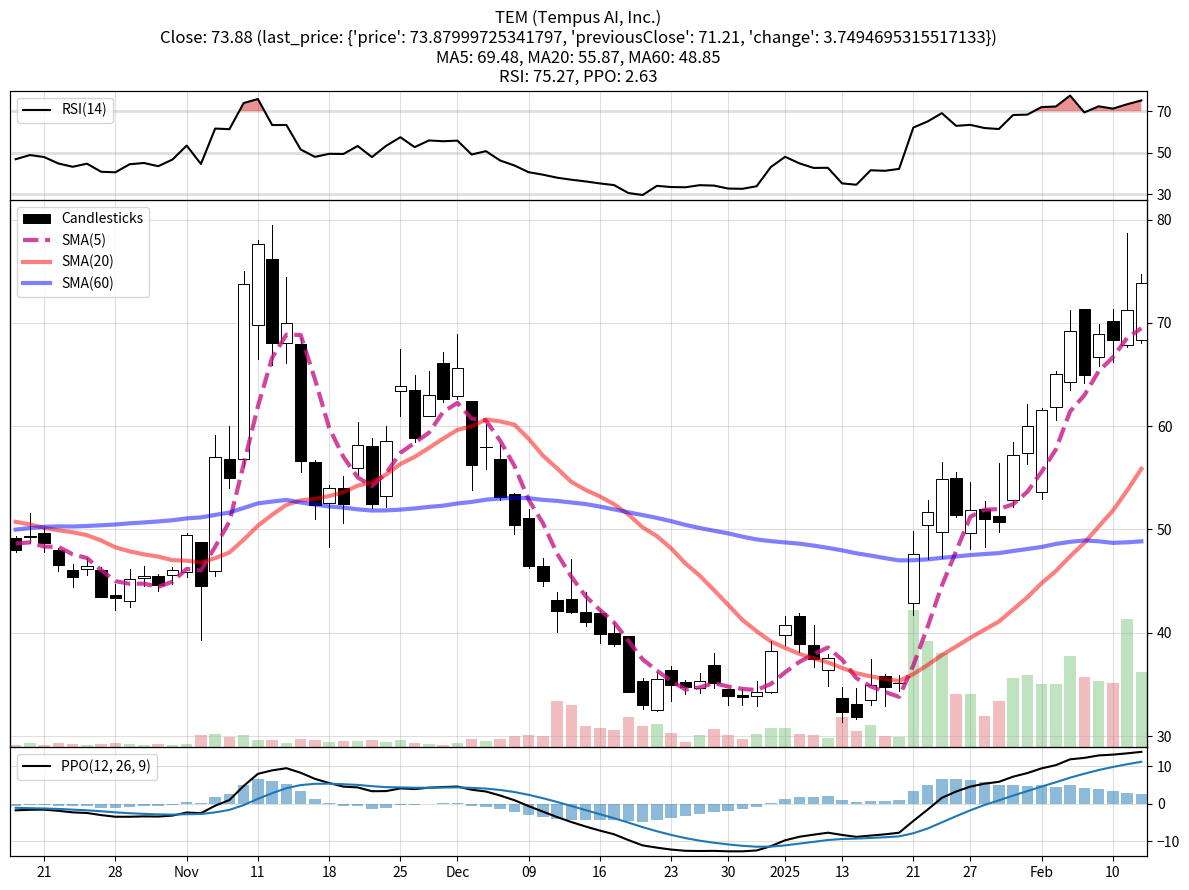 TEM (Tempus AI, Inc.)
Close: 73.88 (last_price: {'price': 73.87999725341797, 'previousClose': 71.21, 'change': 3.7494695315517133})
MA5: 69.48, MA20: 55.87, MA60: 48.85
RSI: 75.27, PPO: 2.63
RSI(14)
70
50
30
Candlesticks
SMA(5)
SMA(20)
SMA(60)
80
70
60
50
40
30
PPO(12, 26, 9)
10
0
−10
21 28 Nov 11 18 25 Dec 09 16 23 30 2025 13 21 27 Feb 10